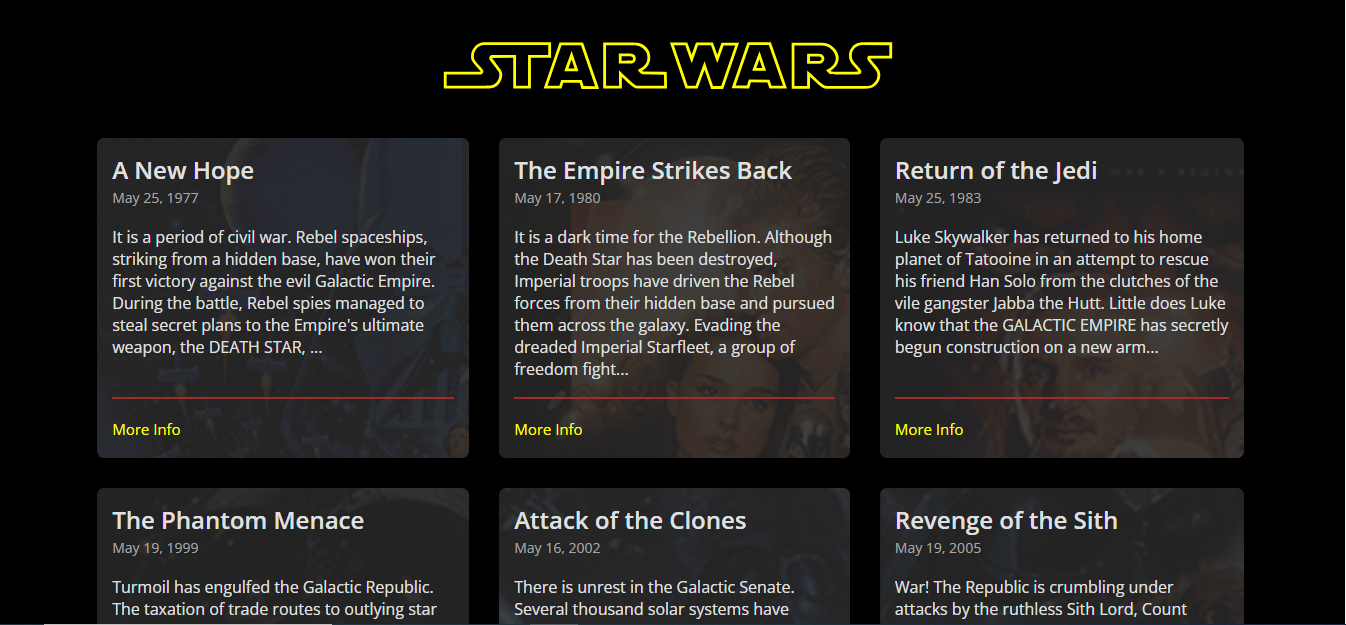 STAR WARS
A New Hope
May 25, 1977
It is a period of civil war. Rebel spaceships,
striking from a hidden base, have won their
first victory against the evil Galactic Empire.
During the battle, Rebel spies managed to
steal secret plans to the Empire's ultimate
weapon, the DEATH STAR, ...
More Info
The Empire Strikes Back
May 17, 1980
It is a dark time for the Rebellion. Although
the Death Star has been destroyed,
Imperial troops have driven the Rebel
forces from their hidden base and pursued
them across the galaxy. Evading the
dreaded Imperial Starfleet, a group of
freedom fight...
More Info
Return of the Jedi
May 25, 1983
Luke Skywalker has returned to his home
planet of Tatooine in an attempt to rescue
his friend Han Solo from the clutches of the
vile gangster Jabba the Hutt. Little does Luke
know that the GALACTIC EMPIRE has secretly
begun construction on a new arm...
More Info
The Phantom Menace
May 19, 1999
Turmoil has engulfed the Galactic Republic.
The taxation of trade routes to outlying star
Attack of the Clones
May 16, 2002
There is unrest in the Galactic Senate.
Several thousand solar systems have
Revenge of the Sith
May 19, 2005
War! The Republic is crumbling under
attacks by the ruthless Sith Lord, Count